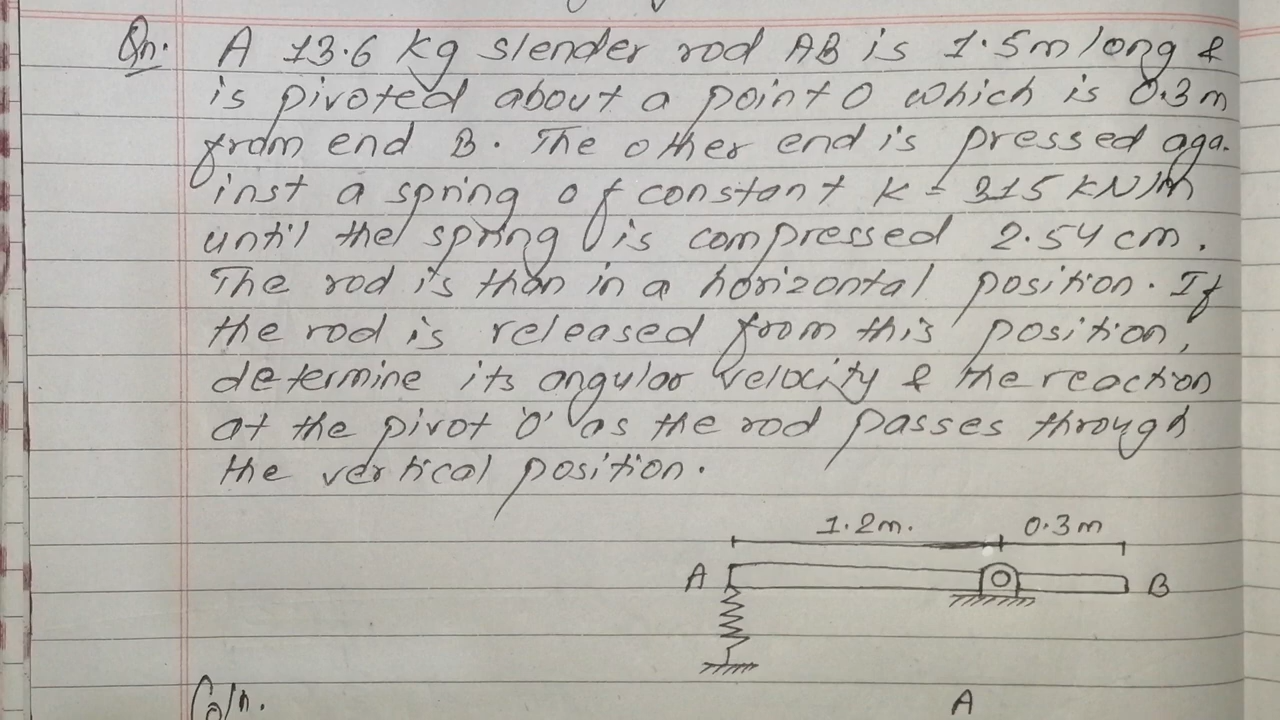 Qn. A 13.6 kg slender rod AB is 1.5m long &
is pivoted about a point O which is 0.3m
from end B. The other end is pressed aga-
inst a spring of constant K = 315 KN/m
until the spring is compressed 2.54 cm.
The rod is than in a horizontal position. If
the rod is released from this position,
determine its angular velocity & the reaction
at the pivot 'O' as the rod passes through
the vertical position.
1.2m. 0.3m
A B
Soln.
A